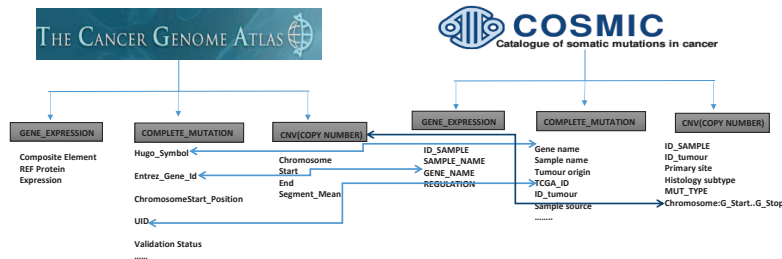 THE CANCER GENOME ATLAS
COSMIC
Catalogue of somatic mutations in cancer
GENE_EXPRESSION
Composite Element
REF Protein
Expression
COMPLETE_MUTATION
Hugo_Symbol
Entrez_Gene_Id
ChromosomeStart_Position
UID
Validation Status
......
CNV(COPY NUMBER)
Chromosome
Start
End
Segment_Mean
GENE_EXPRESSION
ID_SAMPLE
SAMPLE_NAME
GENE_NAME
REGULATION
COMPLETE_MUTATION
Gene name
Sample name
Tumour origin
TCGA_ID
ID_tumour
Sample source
........
CNV(COPY NUMBER)
ID_SAMPLE
ID_tumour
Primary site
Histology subtype
MUT_TYPE
Chromosome:G_Start..G_Stop